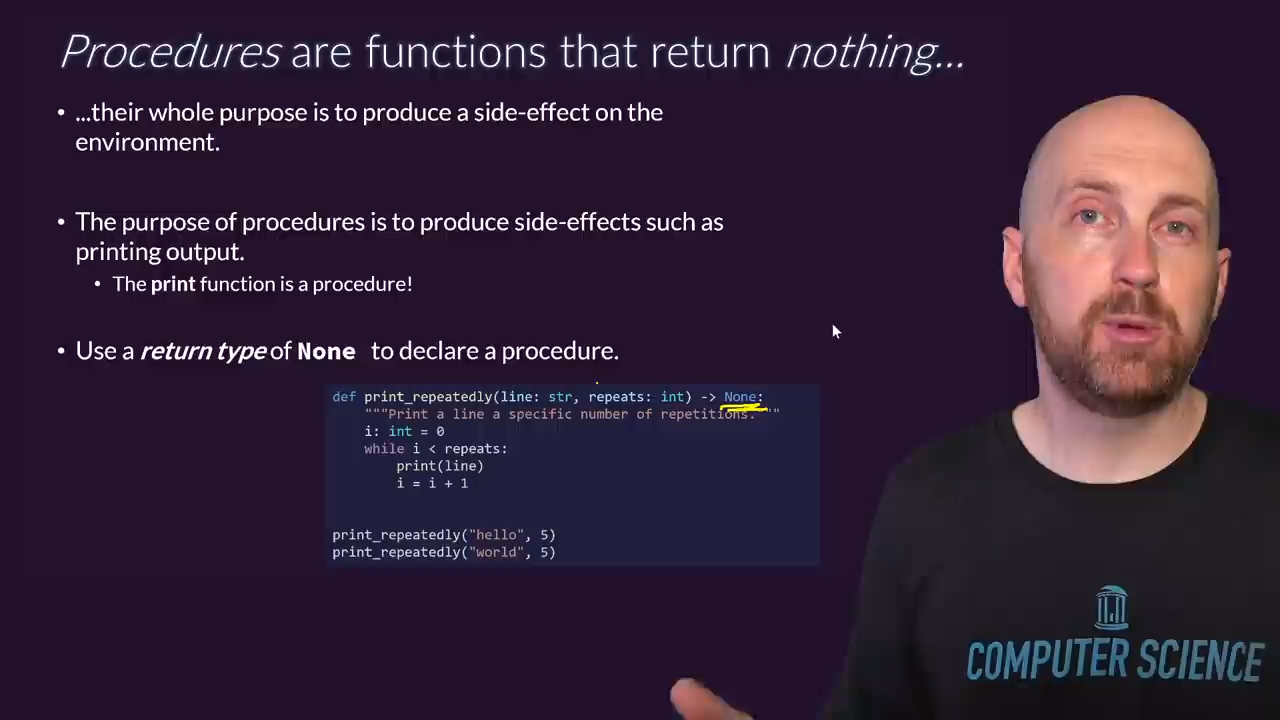 Procedures are functions that return nothing...
• ...their whole purpose is to produce a side-effect on the
environment.
• The purpose of procedures is to produce side-effects such as
printing output.
• The print function is a procedure!
• Use a return type of None to declare a procedure.
def print_repeatedly(line: str, repeats: int) -> None:
"""Print a line a specific number of repetitions."""
i: int = 0
while i < repeats:
print(line)
i = i + 1
print_repeatedly("hello", 5)
print_repeatedly("world", 5)
COMPUTER SCIENCE